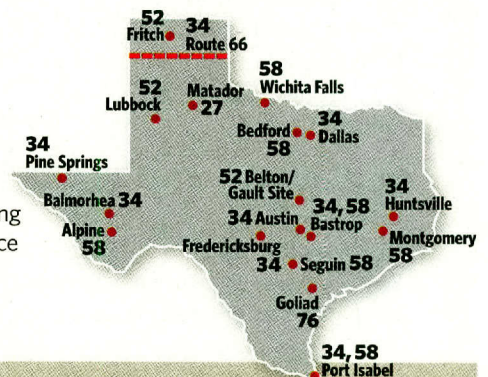 52
Fritch
34
Route 66
52
Lubbock
Matador
27
58
Wichita Falls
Bedford
58
34
Dallas
34
Pine Springs
52 Belton/
Gault Site
34
Huntsville
Balmorhea 34
34 Austin
34, 58
Bastrop
ing
ce
Alpine
58
Fredericksburg
34
Montgomery
58
Seguin 58
Goliad
76
34, 58
Port Isabel